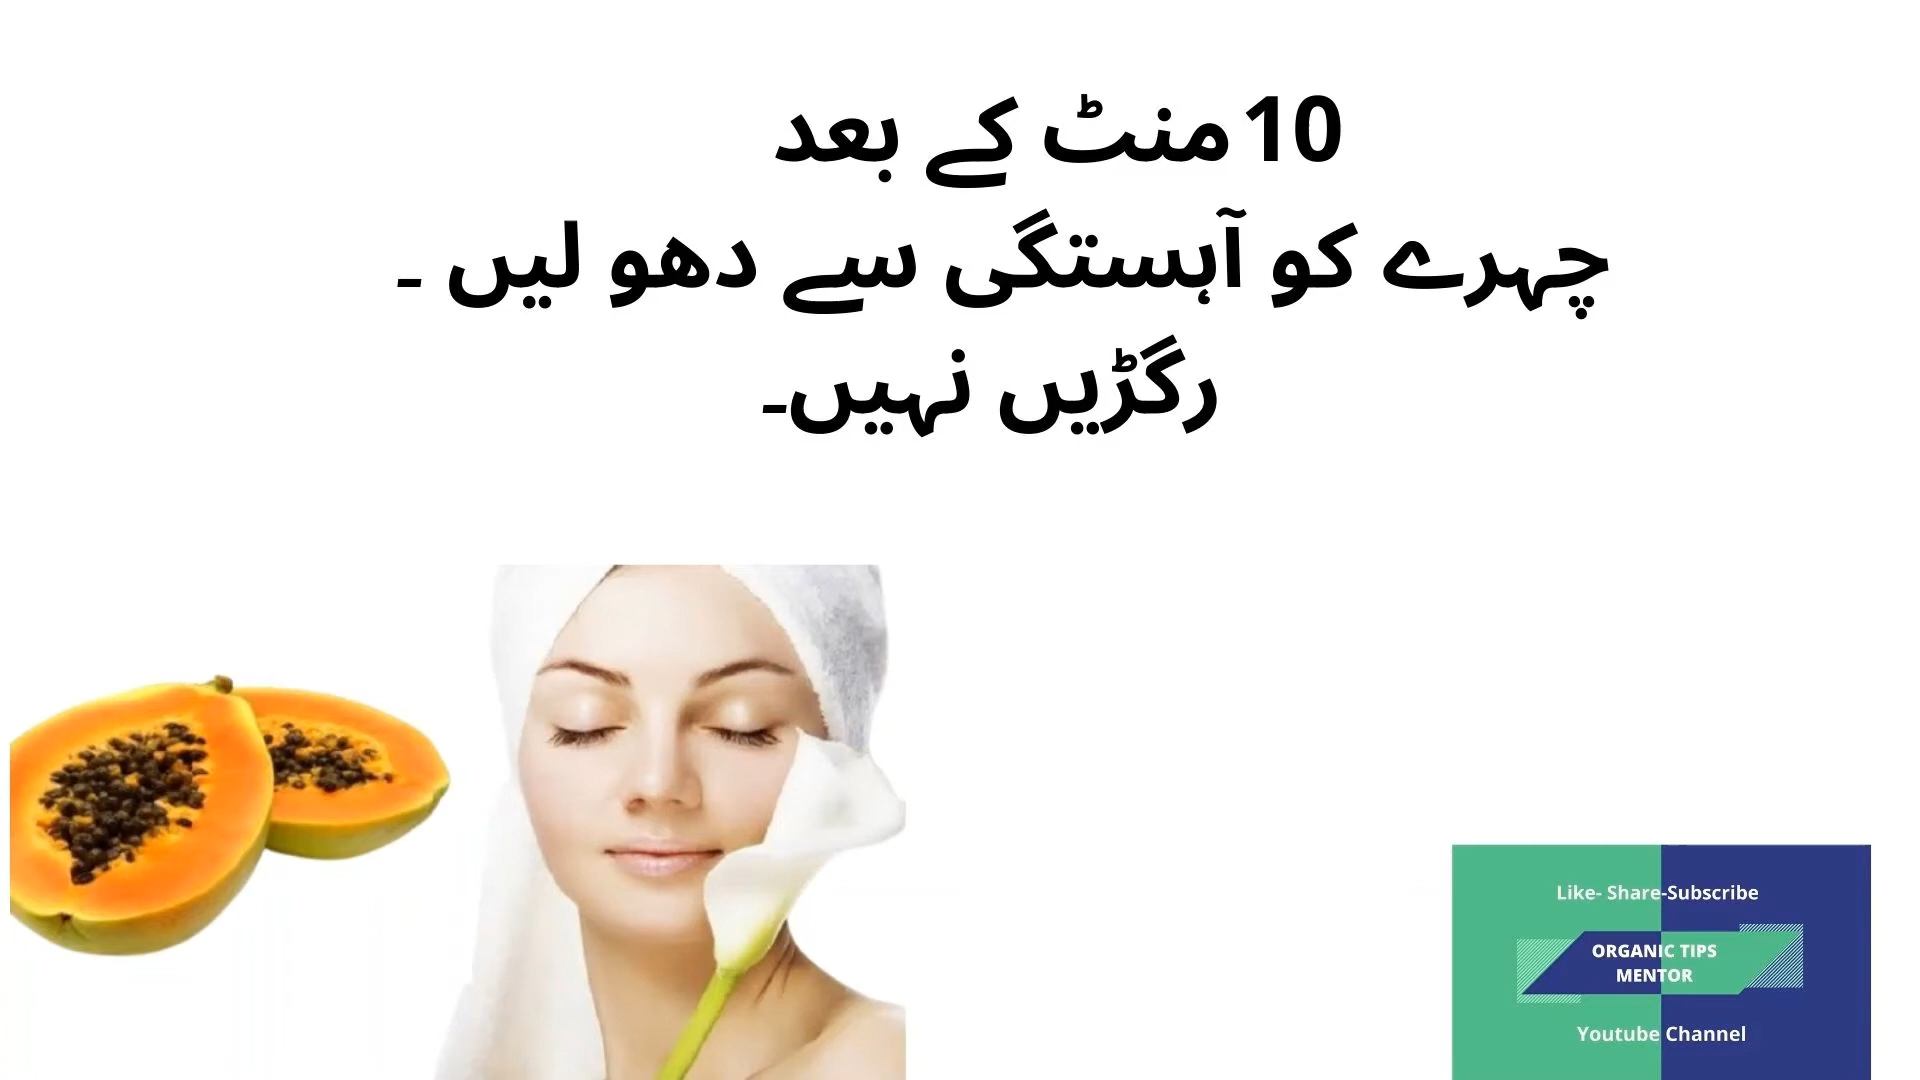 10 منٹ کے بعد
چہرے کو آہستگی سے دھو لیں ۔
رگڑیں نہیں۔
Like- Share-Subscribe
ORGANIC TIPS
MENTOR
Youtube Channel